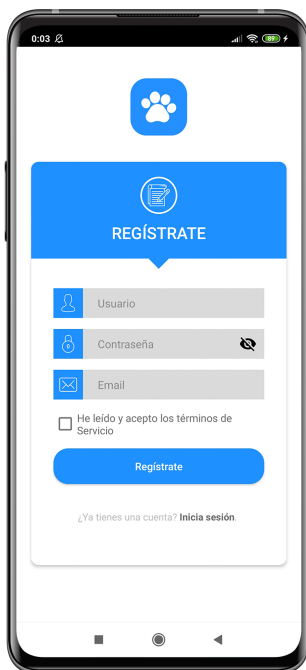 0:03
89
REGÍSTRATE
Usuario
Contraseña
Email
He leído y acepto los términos de
Servicio
Regístrate
¿Ya tienes una cuenta? Inicia sesión.